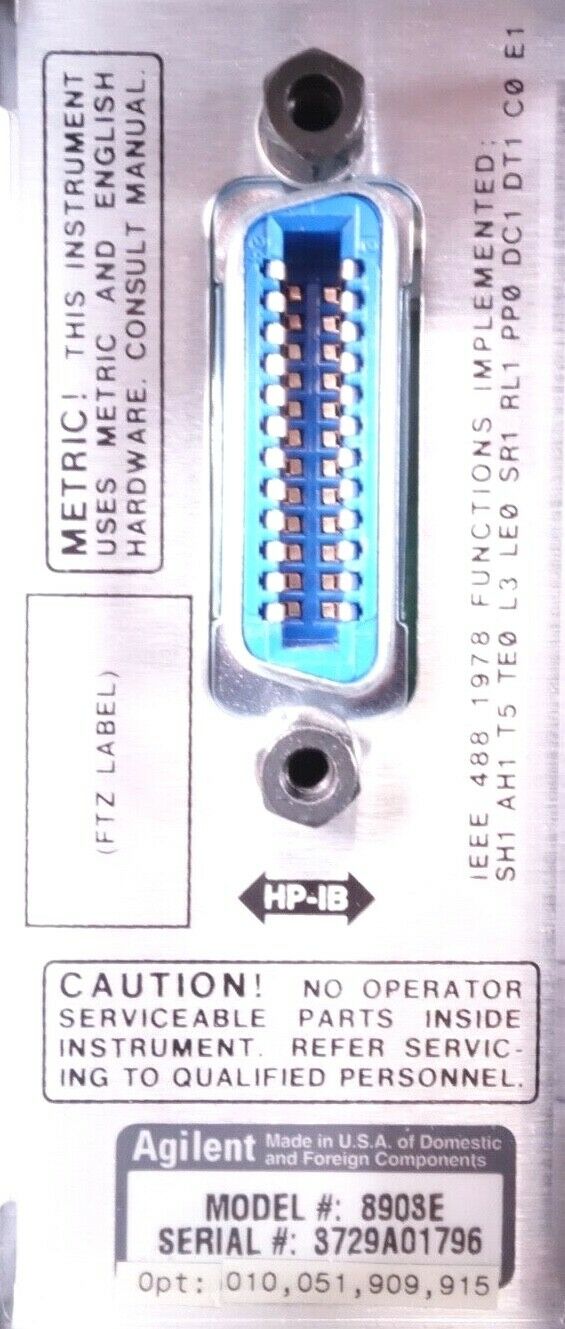 METRIC! THIS INSTRUMENT
USES METRIC AND ENGLISH
HARDWARE. CONSULT MANUAL.
IEEE 488 1978 FUNCTIONS IMPLEMENTED:
SH1 AH1 T5 TE0 L3 LE0 SR1 RL1 PP0 DC1 DT1 C0 E1
(FTZ LABEL)
HP-IB
CAUTION! NO OPERATOR
SERVICEABLE PARTS INSIDE
INSTRUMENT. REFER SERVIC-
ING TO QUALIFIED PERSONNEL.
Agilent Made in U.S.A. of Domestic
and Foreign Components
MODEL #: 8903E
SERIAL #: 3729A01796
Opt: 010,051,909,915